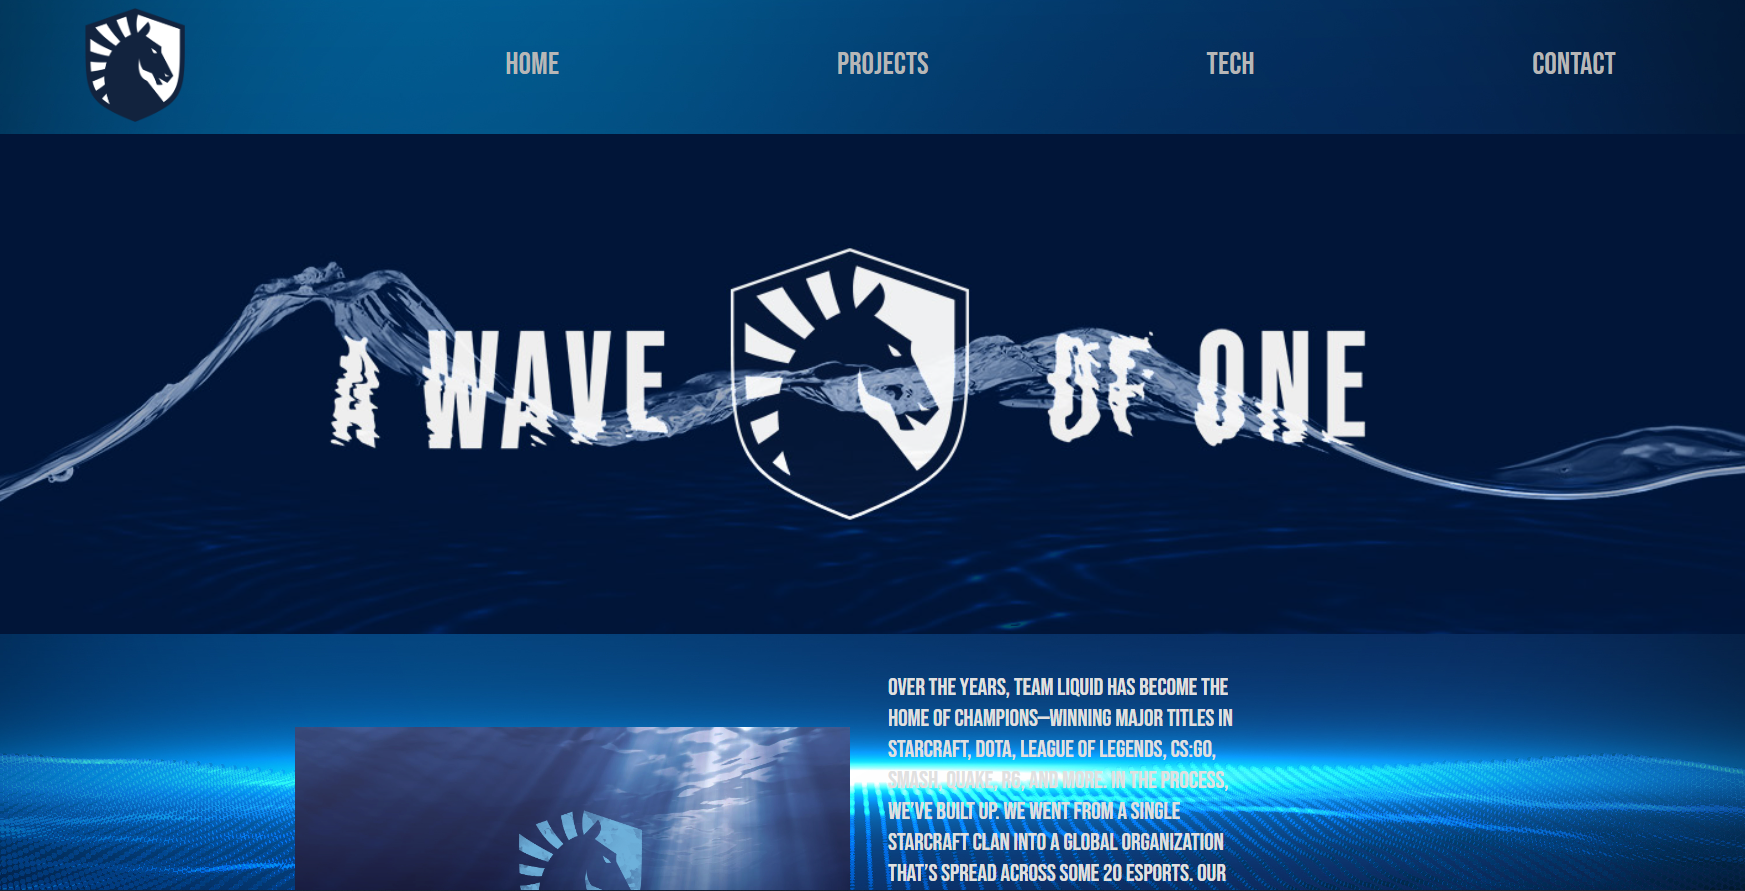 HOME PROJECTS TECH CONTACT
A WAVE OF ONE
OVER THE YEARS, TEAM LIQUID HAS BECOME THE
HOME OF CHAMPIONS—WINNING MAJOR TITLES IN
STARCRAFT, DOTA, LEAGUE OF LEGENDS, CS:GO,
SMASH, QUAKE, R6, AND MORE. IN THE PROCESS,
WE'VE BUILT UP. WE WENT FROM A SINGLE
STARCRAFT CLAN INTO A GLOBAL ORGANIZATION
THAT'S SPREAD ACROSS SOME 20 ESPORTS. OUR